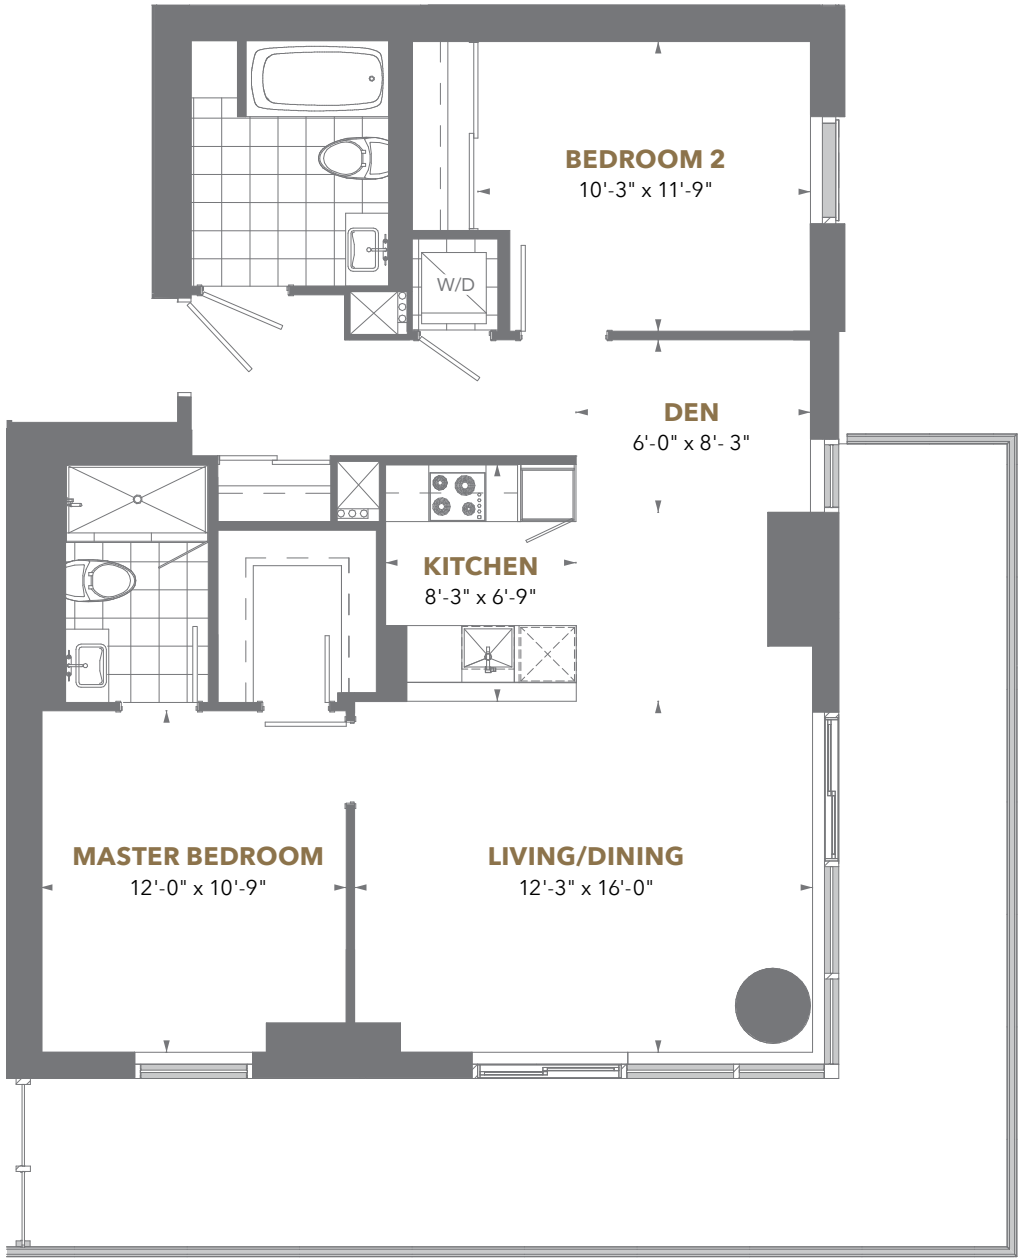 BEDROOM 2
10'-3" x 11'-9"
W/D
DEN
6'-0" x 8'- 3"
KITCHEN
8'-3" x 6'-9"
MASTER BEDROOM
12'-0" x 10'-9"
LIVING/DINING
12'-3" x 16'-0"